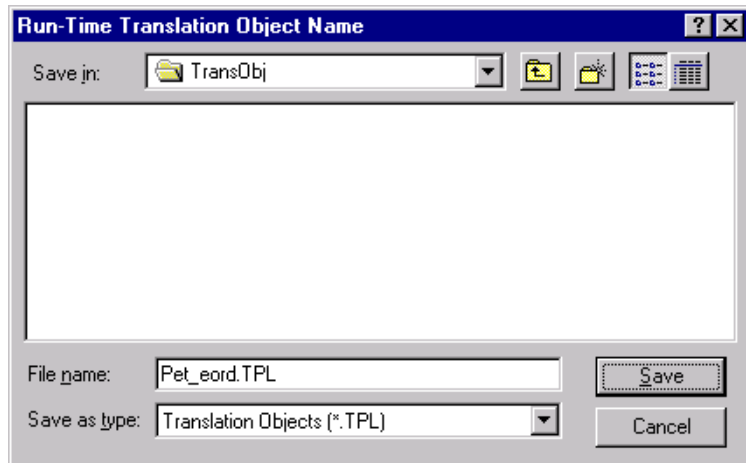 Run-Time Translation Object Name
Save in: TransObj
File name: Pet_eord.TPL
Save
Save as type: Translation Objects (*.TPL)
Cancel